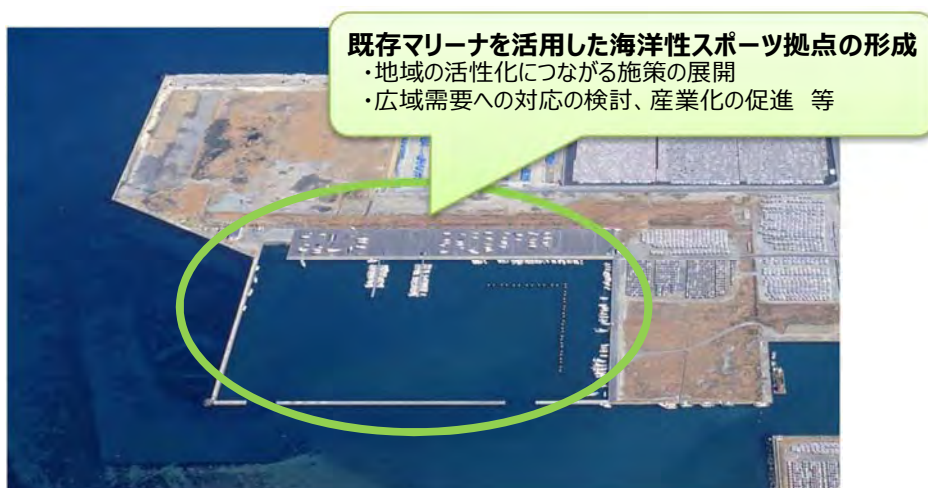 既存マリーナを活用した海洋性スポーツ拠点の形成
・地域の活性化につながる施策の展開
・広域需要への対応の検討、産業化の促進 等